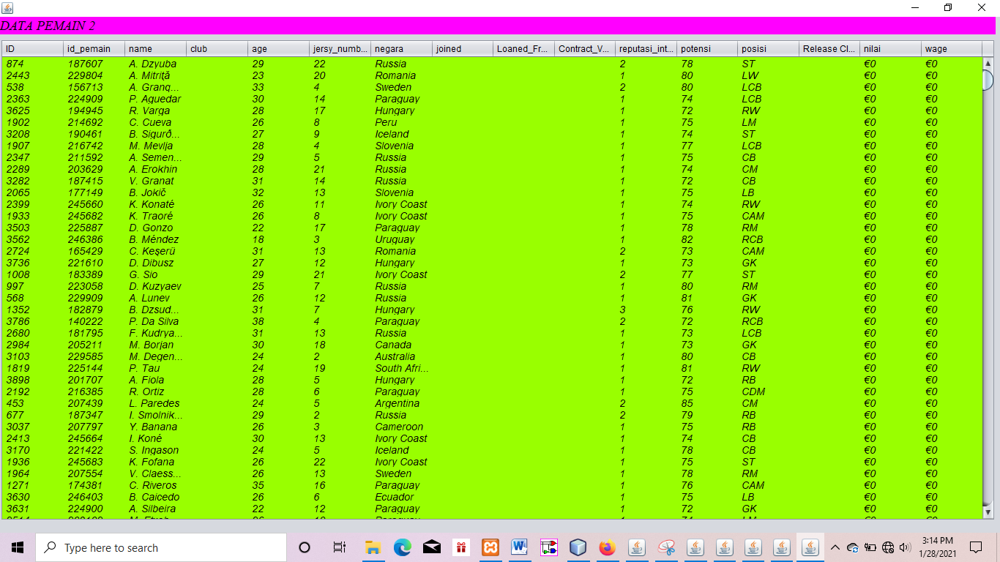 DATA PEMAIN 2
ID id_pemain name club age jersy_numb... negara joined Loaned_Fr... Contract_V... reputasi_int... potensi posisi Release Cl... nilai wage
874 187607 A. Dzyuba 29 22 Russia 2 78 ST €0 €0
2443 229804 A. Mitriţă 23 20 Romania 1 80 LW €0 €0
538 156713 A. Granq... 33 4 Sweden 2 80 LCB €0 €0
2363 224909 P. Aguedar 30 14 Paraguay 1 74 LCB €0 €0
3625 194945 R. Varga 28 17 Hungary 1 72 RW €0 €0
1902 214692 C. Cueva 26 8 Peru 1 75 LM €0 €0
3208 190461 B. Sigurð... 27 9 Iceland 1 74 ST €0 €0
1907 216742 M. Mevlja 28 4 Slovenia 1 77 LCB €0 €0
2347 211592 A. Semen... 29 5 Russia 1 75 CB €0 €0
2289 203629 A. Erokhin 28 21 Russia 1 74 CM €0 €0
3282 187415 V. Granat 31 14 Russia 1 72 CB €0 €0
2065 177149 B. Jokič 32 13 Slovenia 1 75 LB €0 €0
2399 245660 K. Konaté 26 11 Ivory Coast 1 74 RW €0 €0
1933 245682 K. Traoré 26 8 Ivory Coast 1 75 CAM €0 €0
3503 225887 D. Gonzo 22 17 Paraguay 1 78 RM €0 €0
3562 246386 B. Méndez 18 3 Uruguay 1 82 RCB €0 €0
2724 165429 C. Keşerü 31 13 Romania 2 73 CAM €0 €0
3736 221610 D. Dibusz 27 12 Hungary 1 73 GK €0 €0
1008 183389 G. Sio 29 21 Ivory Coast 2 77 ST €0 €0
997 223058 D. Kuzyaev 25 7 Russia 1 80 RM €0 €0
568 229909 A. Lunev 26 12 Russia 1 81 GK €0 €0
1352 182879 B. Dzsud... 31 7 Hungary 3 76 RW €0 €0
3786 140222 P. Da Silva 38 4 Paraguay 2 72 RCB €0 €0
2680 181795 F. Kudrya... 31 13 Russia 1 73 LCB €0 €0
2984 205211 M. Borjan 30 18 Canada 1 73 GK €0 €0
3103 229585 M. Degen... 24 2 Australia 1 80 CB €0 €0
1819 225144 P. Tau 24 19 South Afri... 1 81 RW €0 €0
3898 201707 A. Fiola 28 5 Hungary 1 72 RB €0 €0
2192 216385 R. Ortiz 28 6 Paraguay 1 75 CDM €0 €0
453 207439 L. Paredes 24 5 Argentina 2 85 CM €0 €0
677 187347 I. Smolnik... 29 2 Russia 2 79 RB €0 €0
3037 207797 Y. Banana 26 3 Cameroon 1 75 RB €0 €0
2413 245664 I. Koné 30 13 Ivory Coast 1 74 CB €0 €0
3170 221422 S. Ingason 24 5 Iceland 1 78 CB €0 €0
1936 245683 K. Fofana 26 22 Ivory Coast 1 75 ST €0 €0
1964 207554 V. Claess... 26 13 Sweden 1 78 RM €0 €0
1271 174381 C. Riveros 35 16 Paraguay 1 76 CAM €0 €0
3630 246403 B. Caicedo 26 6 Ecuador 1 75 LB €0 €0
3631 224900 A. Silbeira 22 12 Paraguay 1 72 GK €0 €0
Type here to search
3:14 PM
1/28/2021